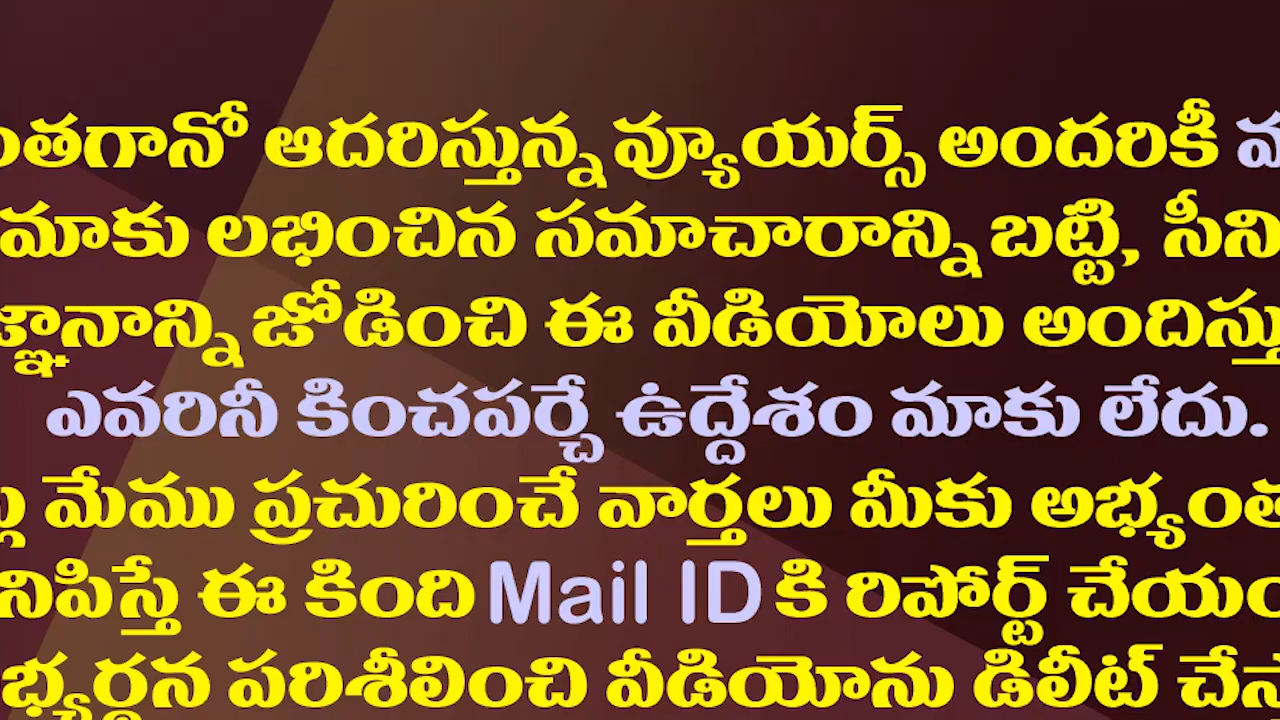 ఆదరిస్తున్న వ్యూయర్స్ అందరికీ
మాకు లభించిన సమాచారాన్ని బట్టి,
జోడించి ఈ వీడియోలు
ఎవరినీ కించపర్చే ఉద్దేశం మాకు లేదు.
మేము ప్రచురించే వార్తలు మీకు
ఈ కింది Mail ID కి రిపోర్ట్
పరిశీలించి వీడియోను డిలీట్